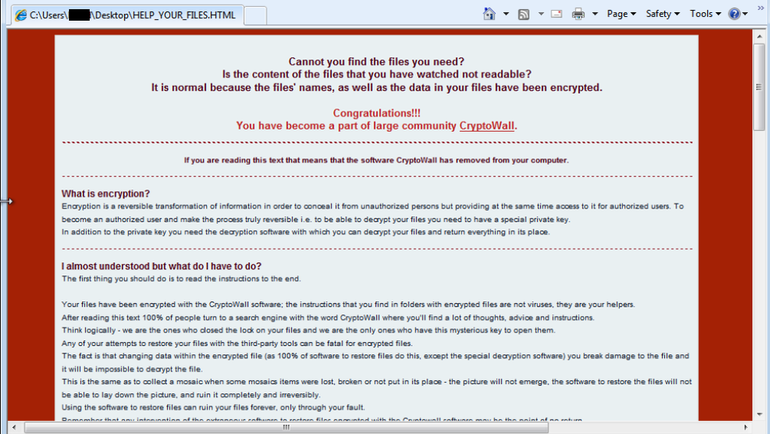 C:\Users\ \Desktop\HELP_YOUR_FILES.HTML
Page Safety Tools
Cannot you find the files you need?
Is the content of the files that you have watched not readable?
It is normal because the files' names, as well as the data in your files have been encrypted.
Congratulations!!!
You have become a part of large community CryptoWall.
If you are reading this text that means that the software CryptoWall has removed from your computer.
What is encryption?
Encryption is a reversible transformation of information in order to conceal it from unauthorized persons but providing at the same time access to it for authorized users. To
become an authorized user and make the process truly reversible i.e. to be able to decrypt your files you need to have a special private key.
In addition to the private key you need the decryption software with which you can decrypt your files and return everything in its place.
I almost understood but what do I have to do?
The first thing you should do is to read the instructions to the end.
Your files have been encrypted with the CryptoWall software; the instructions that you find in folders with encrypted files are not viruses, they are your helpers.
After reading this text 100% of people turn to a search engine with the word CryptoWall where you'll find a lot of thoughts, advice and instructions.
Think logically - we are the ones who closed the lock on your files and we are the only ones who have this mysterious key to open them.
Any of your attempts to restore your files with the third-party tools can be fatal for encrypted files.
The fact is that changing data within the encrypted file (as 100% of software to restore files do this, except the special decryption software) you break damage to the file and
it will be impossible to decrypt the file.
This is the same as to collect a mosaic when some mosaics items were lost, broken or not put in its place - the picture will not emerge, the software to restore the files will not
be able to lay down the picture, and ruin it completely and irreversibly.
Using the software to restore files can ruin your files forever, only through your fault.
Remember that any intervention of the extraneous software to restore files encrypted with the Cryptowall software may be the point of no return.